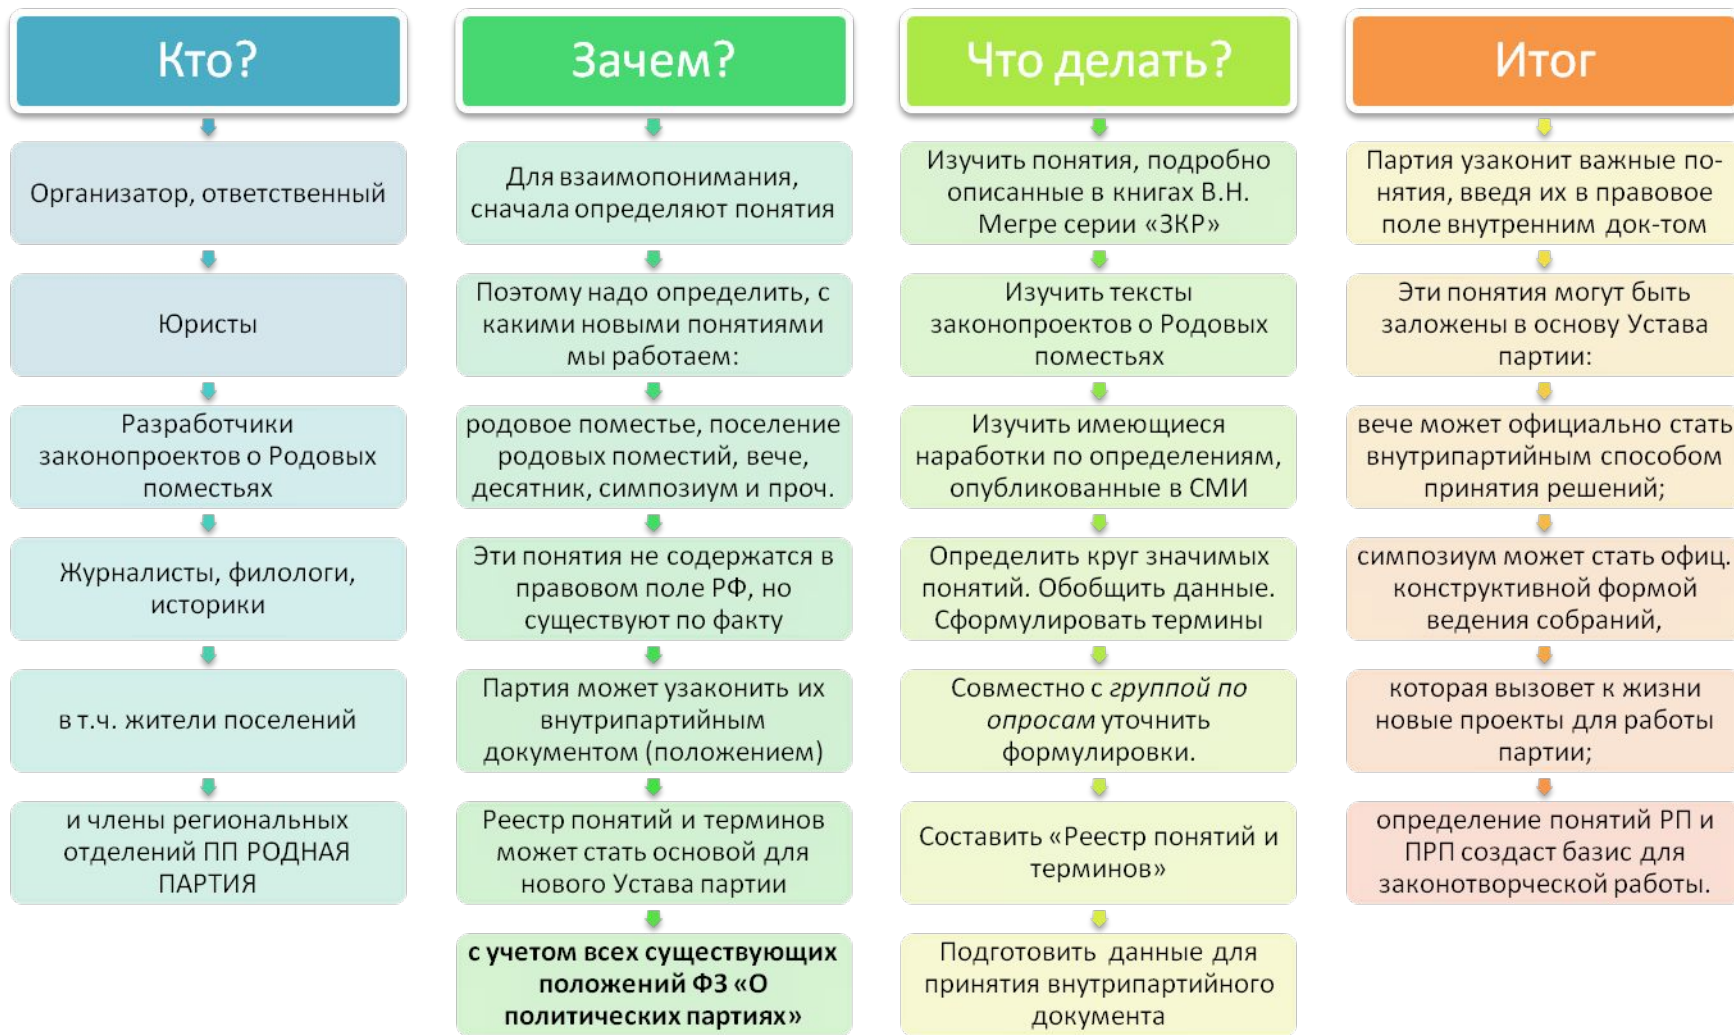 Кто?
Организатор, ответственный
Юристы
Разработчики
законопроектов о Родовых
поместьях
Журналисты, филологи,
историки
в т.ч. жители поселений
и члены региональных
отделений ПП РОДНАЯ
ПАРТИЯ
Зачем?
Для взаимопонимания,
сначала определяют понятия
Поэтому надо определить, с
какими новыми понятиями
мы работаем:
родовое поместье, поселение
родовых поместий, вече,
десятник, симпозиум и проч.
Эти понятия не содержатся в
правовом поле РФ, но
существуют по факту
Партия может узаконить их
внутрипартийным
документом (положением)
Реестр понятий и терминов
может стать основой для
нового Устава партии
с учетом всех существующих
положений ФЗ «О
политических партиях»
Что делать?
Изучить понятия, подробно
описанные в книгах В.Н.
Мегре серии «ЗКР»
Изучить тексты
законопроектов о Родовых
поместьях
Изучить имеющиеся
наработки по определениям,
опубликованные в СМИ
Определить круг значимых
понятий. Обобщить данные.
Сформулировать термины
Совместно с группой по
опросам уточнить
формулировки.
Составить «Реестр понятий и
терминов»
Подготовить данные для
принятия внутрипартийного
документа
Итог
Партия узаконит важные по-
нятия, введя их в правовое
поле внутренним док-том
Эти понятия могут быть
заложены в основу Устава
партии:
вече может официально стать
внутрипартийным способом
принятия решений;
симпозиум может стать офиц.
конструктивной формой
ведения собраний,
которая вызовет к жизни
новые проекты для работы
партии;
определение понятий РП и
ПРП создаст базис для
законотворческой работы.